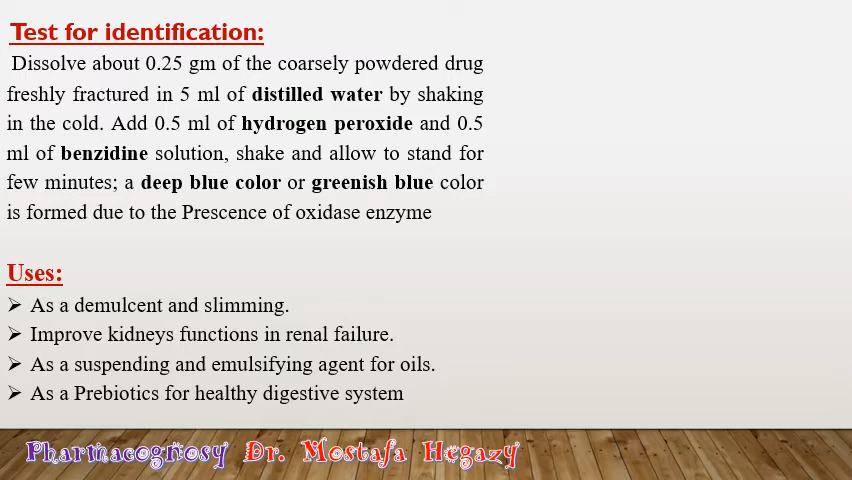 Test for identification:
Dissolve about 0.25 gm of the coarsely powdered drug
freshly fractured in 5 ml of distilled water by shaking
in the cold. Add 0.5 ml of hydrogen peroxide and 0.5
ml of benzidine solution, shake and allow to stand for
few minutes; a deep blue color or greenish blue color
is formed due to the Prescence of oxidase enzyme
Uses:
➢ As a demulcent and slimming.
➢ Improve kidneys functions in renal failure.
➢ As a suspending and emulsifying agent for oils.
➢ As a Prebiotics for healthy digestive system
Pharmacognosy Dr. Mostafa Hegazy